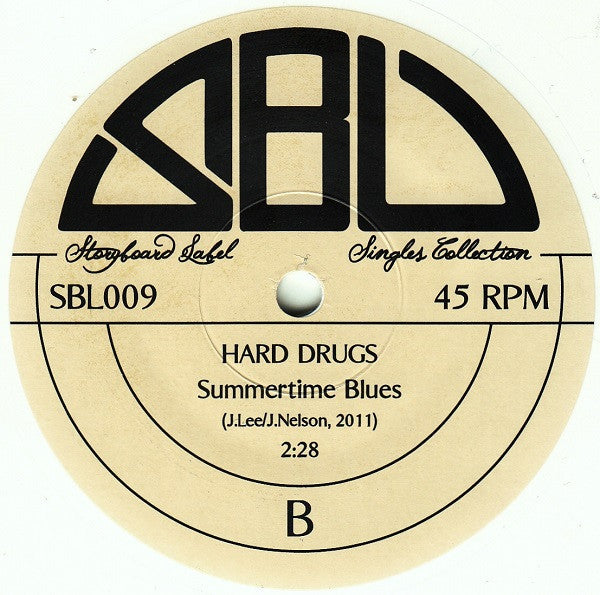 SBL
Storyboard Label
Singles Collection
SBL009
45 RPM
HARD DRUGS
Summertime Blues
(J.Lee/J.Nelson, 2011)
2:28
B